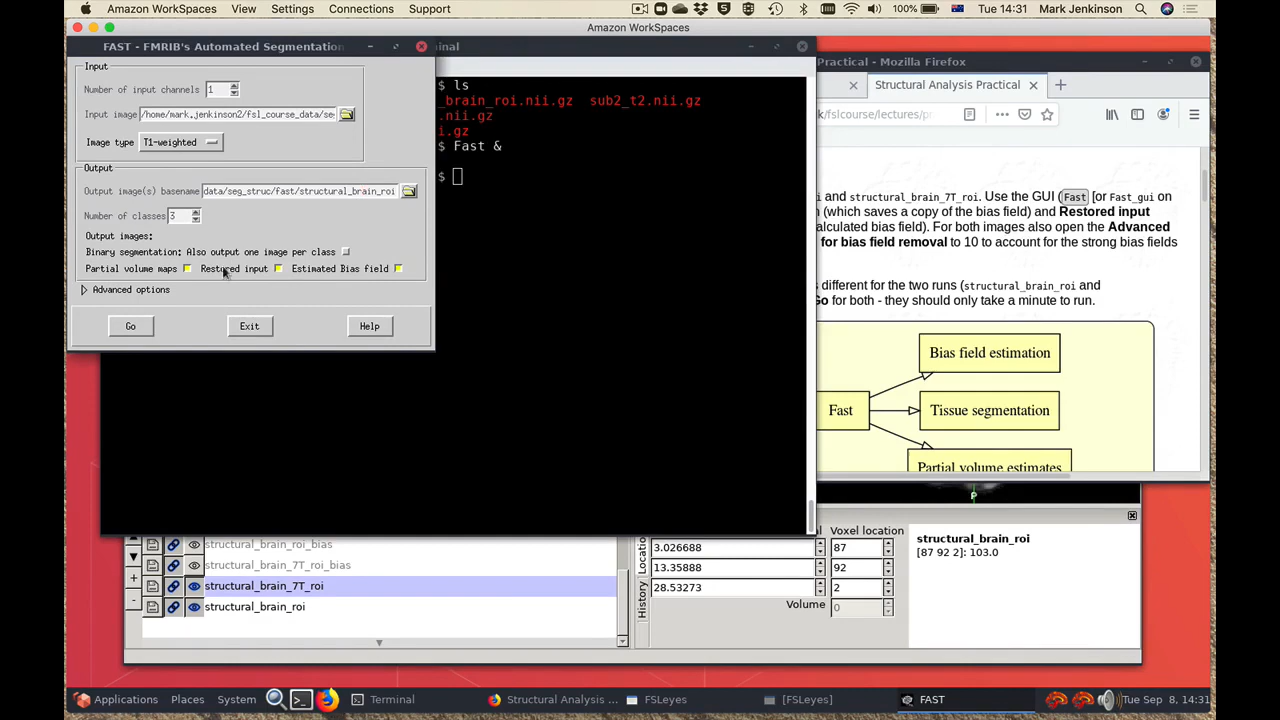 Amazon WorkSpaces View Settings Connections Support
100% Tue 14:31 Mark Jenkinson
Amazon WorkSpaces
FAST - FMRIB's Automated Segmentation
Input
Number of input channels 1
Input image /home/mark..jenkinson2/fsl_course_data/se
Image type T1-weighted
Output
Output image(s) basename data/seg_struc/fast/structural_brain_roi
Number of classes 3
Output images:
Binary segmentation: Also output one image per class
Partial volume maps Restored input Estimated Bias field
Advanced options
Go Exit Help
minal
$ ls
_brain_roi.nii.gz sub2_t2.nii.gz
.nii.gz
i.gz
$ Fast &
$
Practical - Mozilla Firefox
Structural Analysis Practical
k/fslcourse/lectures/pr
and structural_brain_7T_roi. Use the GUI (Fast [or Fast_gui on
n (which saves a copy of the bias field) and Restored input
alculated bias field). For both images also open the Advanced
for bias field removal to 10 to account for the strong bias fields
s different for the two runs (structural_brain_roi and
Go for both - they should only take a minute to run.
Bias field estimation
Fast
Tissue segmentation
Partial volume estimates
P
structural_brain_roi_bias
structural_brain_7T_roi_bias
structural_brain_7T_roi
structural_brain_roi
Location
History
Voxel location
3.026688 87
13.35888 92
28.53273 2
Volume 0
structural_brain_roi
[87 92 2]: 103.0
Applications Places System Terminal Structural Analysis ... FSLeyes [FSLeyes] FAST Tue Sep 8, 14:31